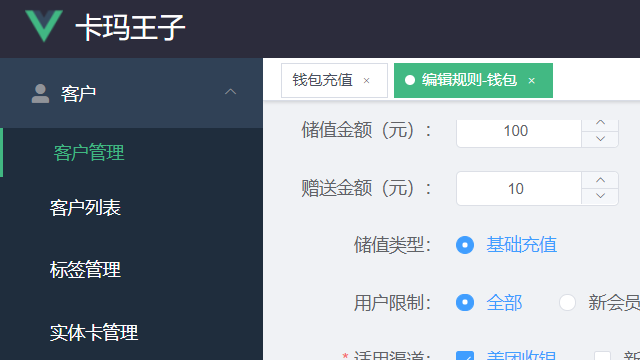 卡玛王子
客户
客户管理
客户列表
标签管理
实体卡管理
钱包充值 ×
编辑规则-钱包 ×
储值金额（元）： 100
赠送金额（元）： 10
储值类型： 基础充值
用户限制： 全部 新会员
* 适用渠道： 美团收银